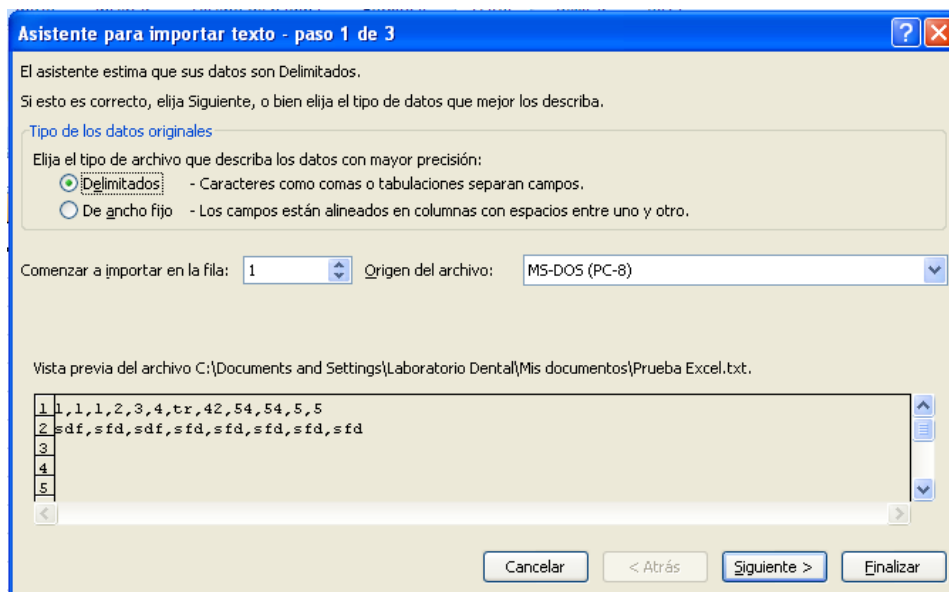 Asistente para importar texto - paso 1 de 3
El asistente estima que sus datos son Delimitados.
Si esto es correcto, elija Siguiente, o bien elija el tipo de datos que mejor los describa.
Tipo de los datos originales
Elija el tipo de archivo que describa los datos con mayor precisión:
Delimitados - Caracteres como comas o tabulaciones separan campos.
De ancho fijo - Los campos están alineados en columnas con espacios entre uno y otro.
Comenzar a importar en la fila: 1 Origen del archivo: MS-DOS (PC-8)
Vista previa del archivo C:\Documents and Settings\Laboratorio Dental\Mis documentos\Prueba Excel.txt.
1 1,1,1,2,3,4,tr,42,54,54,5,5
2 sdf,sfd,sdf,sfd,sfd,sfd,sfd,sfd
3
4
5
Cancelar < Atrás Siguiente > Finalizar